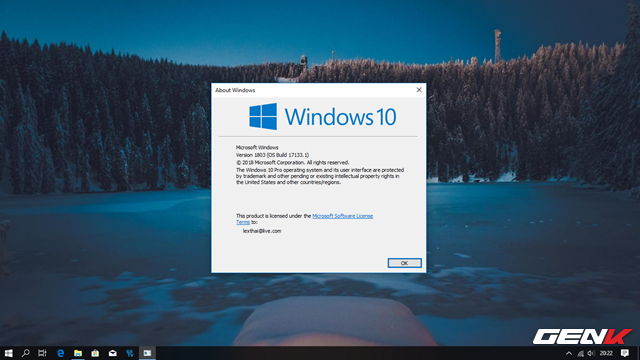 About Windows
Windows 10
Microsoft Windows
Version 1803 (OS Build 17133.1)
© 2018 Microsoft Corporation. All rights reserved.
The Windows 10 Pro operating system and its user interface are protected
by trademark and other pending or existing intellectual property rights in
the United States and other countries/regions.
This product is licensed under the Microsoft Software License
Terms to:
lexthai@live.com
OK
20:22
GENK